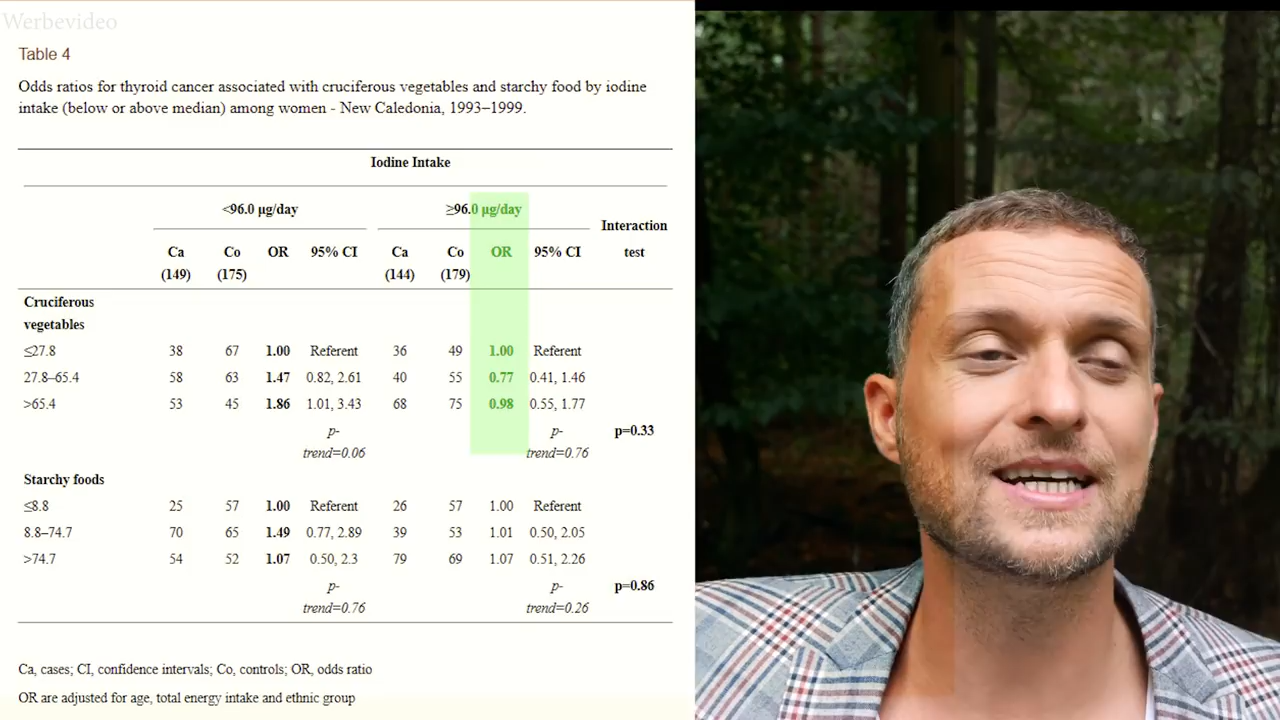 Werbevideo
Table 4
Odds ratios for thyroid cancer associated with cruciferous vegetables and starchy food by iodine
intake (below or above median) among women - New Caledonia, 1993–1999.
Iodine Intake
<96.0 μg/day ≥96.0 μg/day Interaction test
Ca (149) Co (175) OR 95% CI Ca (144) Co (179) OR 95% CI
Cruciferous
vegetables
≤27.8 38 67 1.00 Referent 36 49 1.00 Referent
27.8–65.4 58 63 1.47 0.82, 2.61 40 55 0.77 0.41, 1.46
>65.4 53 45 1.86 1.01, 3.43 68 75 0.98 0.55, 1.77
p-trend=0.06 p-trend=0.76 p=0.33
Starchy foods
≤8.8 25 57 1.00 Referent 26 57 1.00 Referent
8.8–74.7 70 65 1.49 0.77, 2.89 39 53 1.01 0.50, 2.05
>74.7 54 52 1.07 0.50, 2.3 79 69 1.07 0.51, 2.26
p-trend=0.76 p-trend=0.26 p=0.86
Ca, cases; CI, confidence intervals; Co, controls; OR, odds ratio
OR are adjusted for age, total energy intake and ethnic group